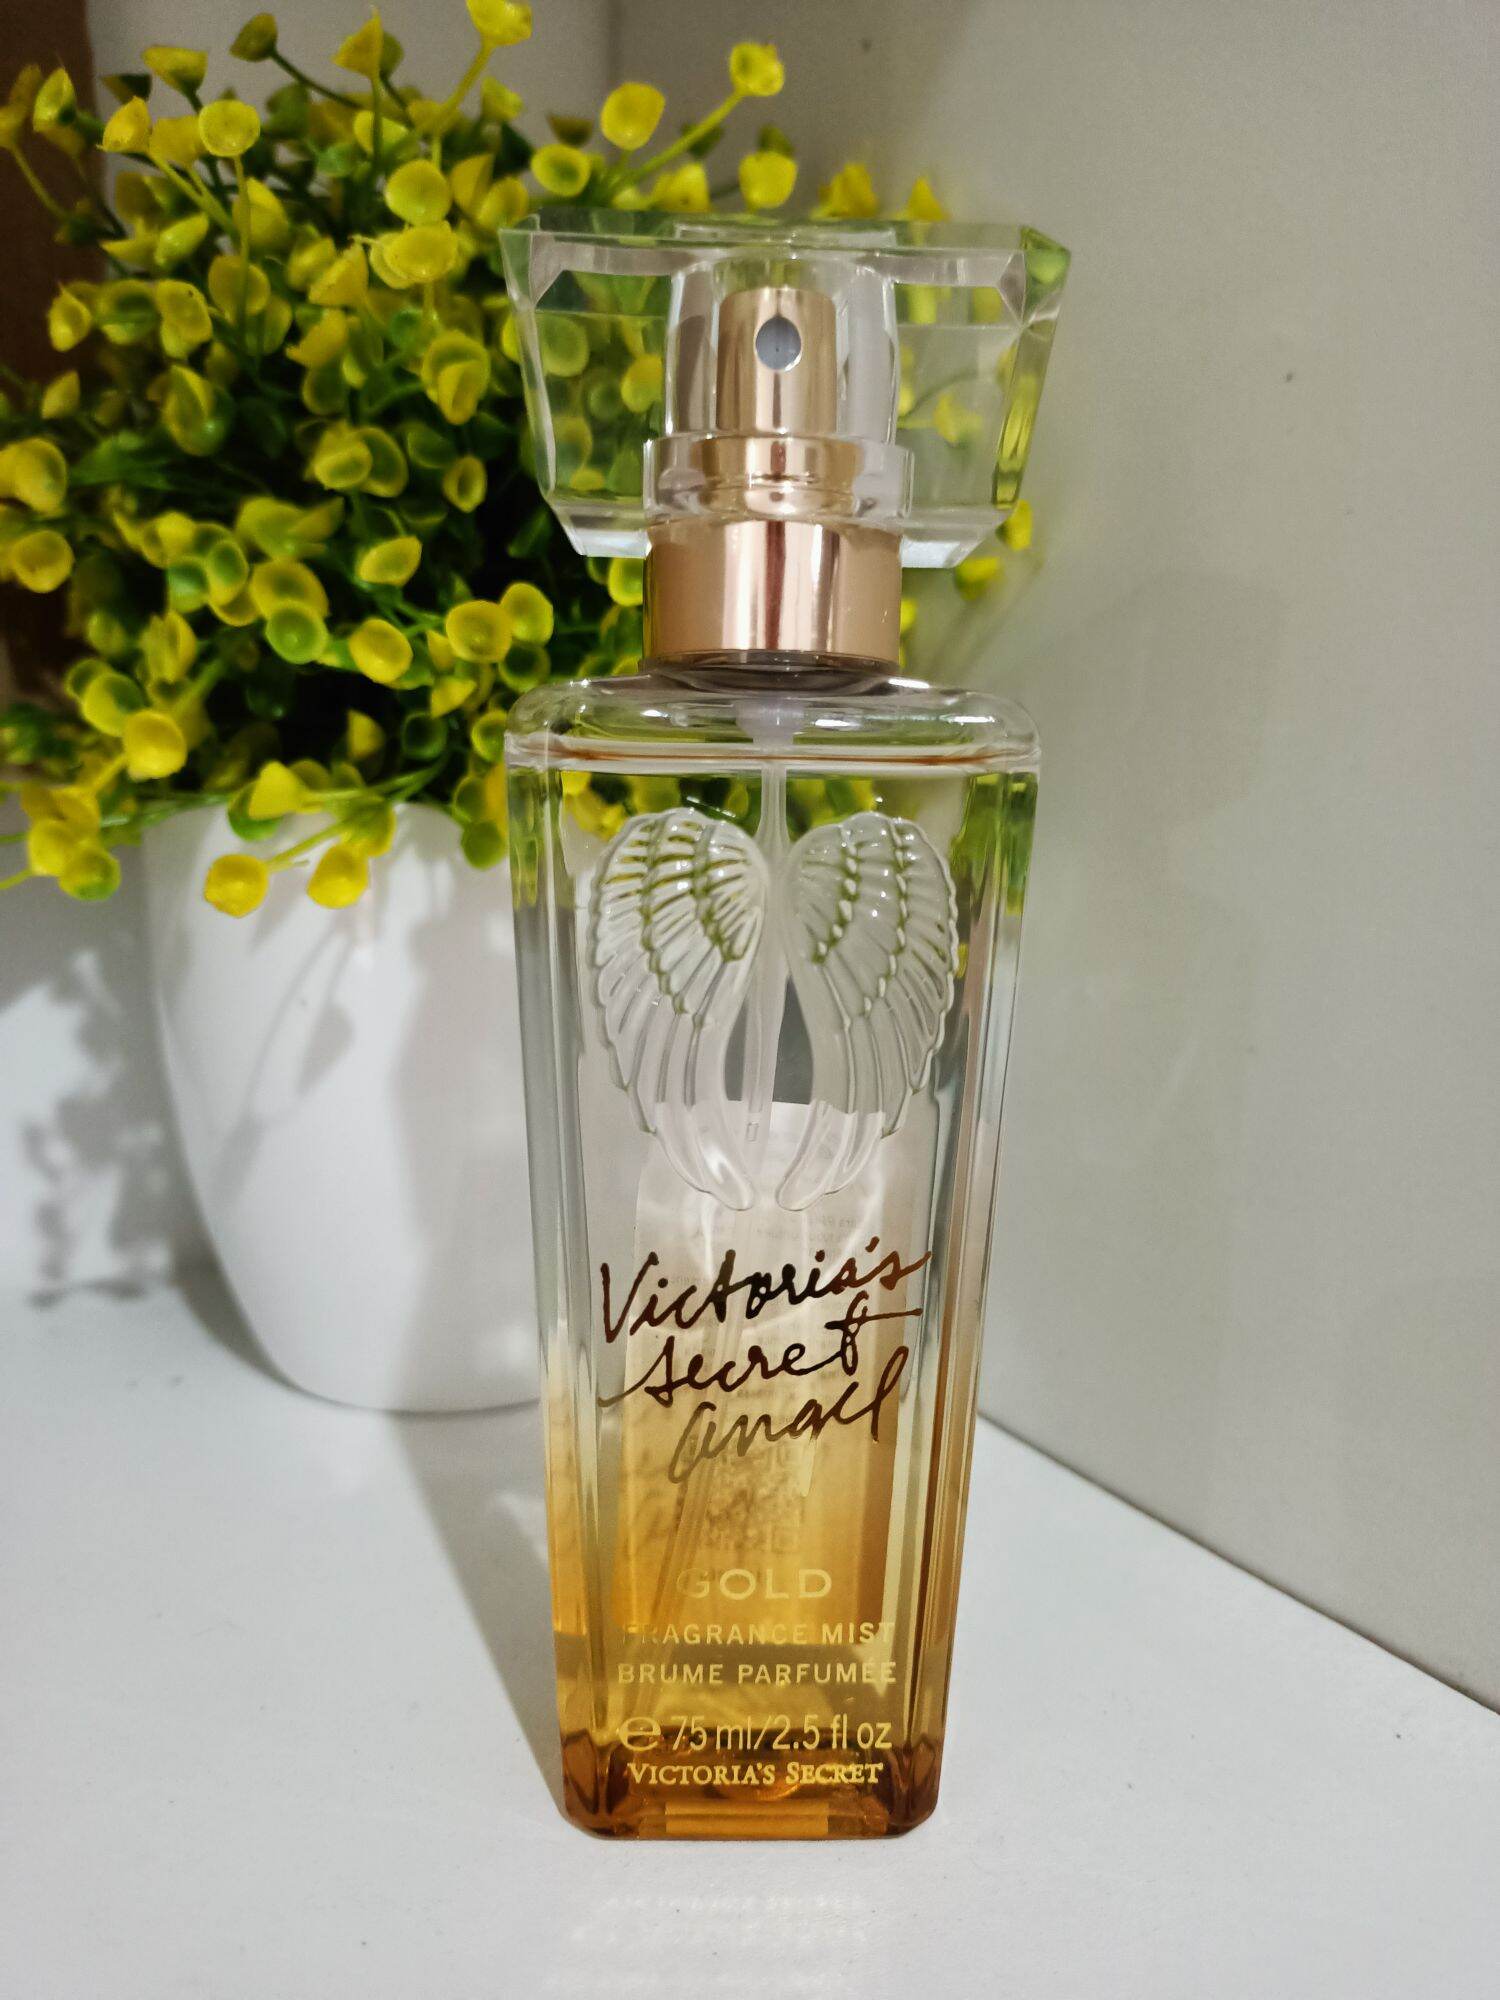 Victoria's
Secret
Angel
GOLD
FRAGRANCE MIST
BRUME PARFUMÉE
℮ 75 ml/2.5 fl oz
VICTORIA'S SECRET